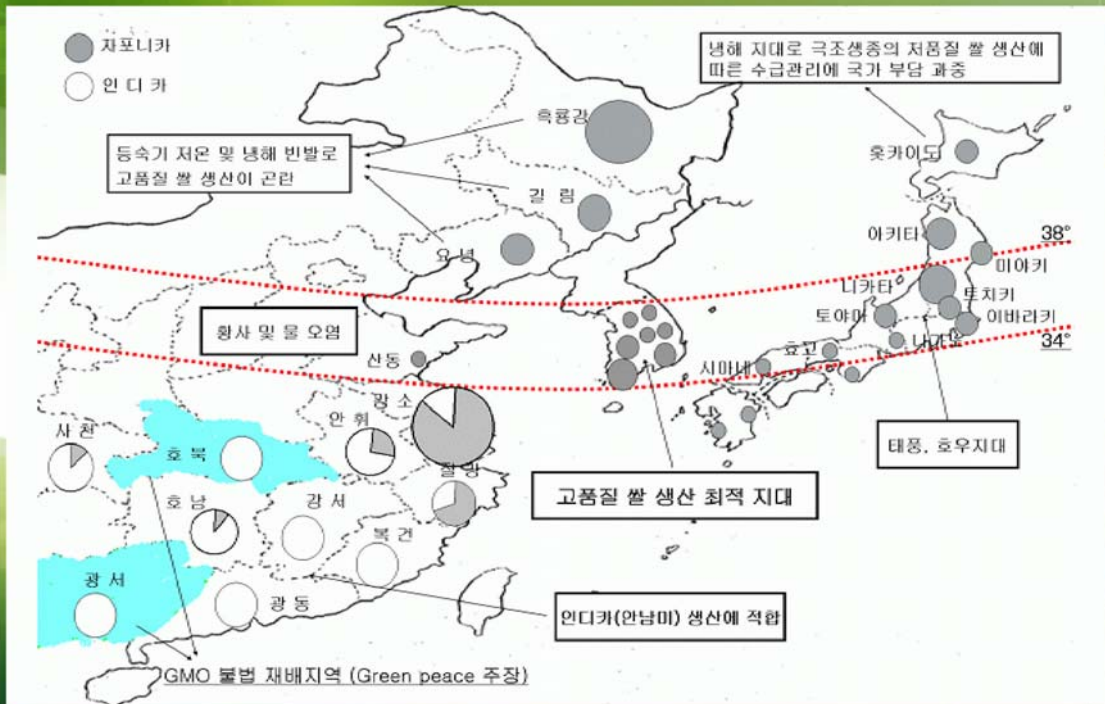 자포니카
인 디 카
냉해 지대로 극조생종의 저품질 쌀 생산에
따른 수급관리에 국가 부담 과중
흑룡강
홋카이도
등숙기 저온 및 냉해 빈발로
고품질 쌀 생산이 곤란
길 림
아키타
38°
요 녕
미야키
니카타
토치키
황사 및 물 오염
토야마
이바라키
나가노
34°
산동
효고
시마네
강 소
안 휘
사 천
호 북
태풍, 호우지대
절 강
고품질 쌀 생산 최적 지대
호 남
강 서
복 건
광 서
광 동
인디카(안남미) 생산에 적합
GMO 불법 재배지역 (Green peace 주장)